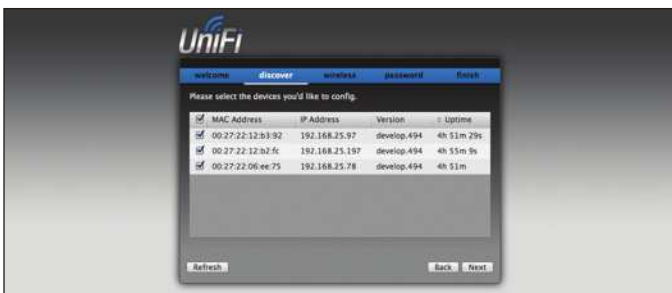 UniFi
welcome discover wireless password finish
Please select the devices you'd like to config.
MAC Address IP Address Version Uptime
00:27:22:12:b3:92 192.168.25.97 develop.494 4h 51m 29s
00:27:22:12:b2:fc 192.168.25.197 develop.494 4h 55m 9s
00:27:22:06:ee:75 192.168.25.78 develop.494 4h 51m
Refresh Back Next